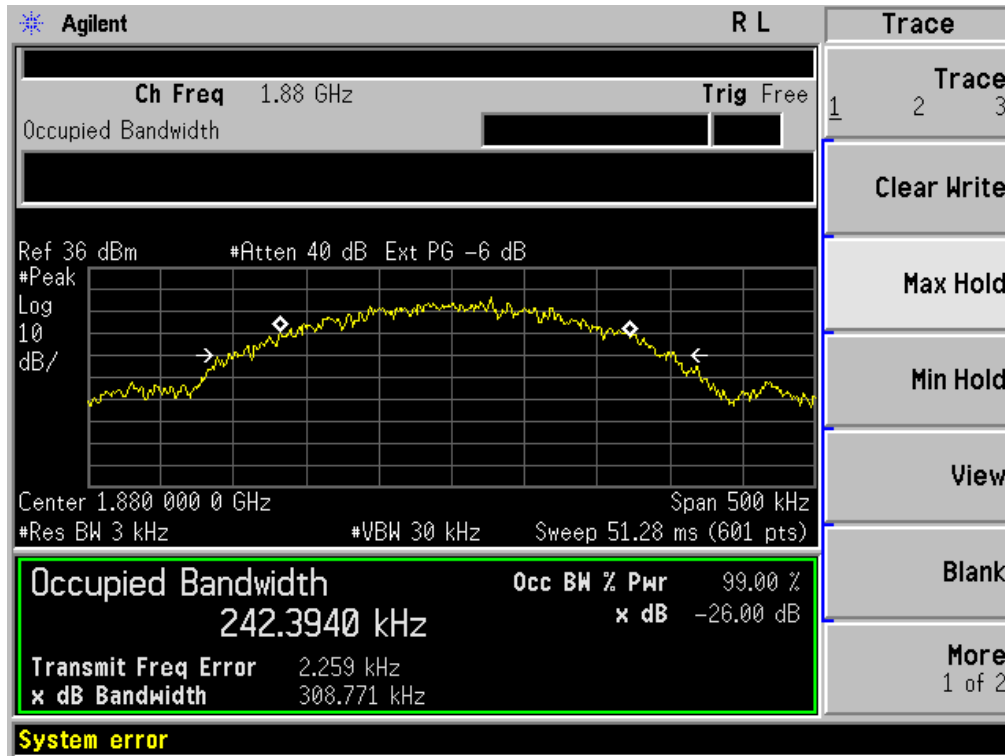 Agilent R L Trace
Ch Freq 1.88 GHz Trig Free
Occupied Bandwidth
Trace
1 2 3
Clear Write
Max Hold
Min Hold
View
Blank
More
1 of 2
Ref 36 dBm #Atten 40 dB Ext PG -6 dB
#Peak
Log
10
dB/
Center 1.880 000 0 GHz Span 500 kHz
#Res BW 3 kHz #VBW 30 kHz Sweep 51.28 ms (601 pts)
Occupied Bandwidth Occ BW % Pwr 99.00 %
242.3940 kHz x dB -26.00 dB
Transmit Freq Error 2.259 kHz
x dB Bandwidth 308.771 kHz
System error